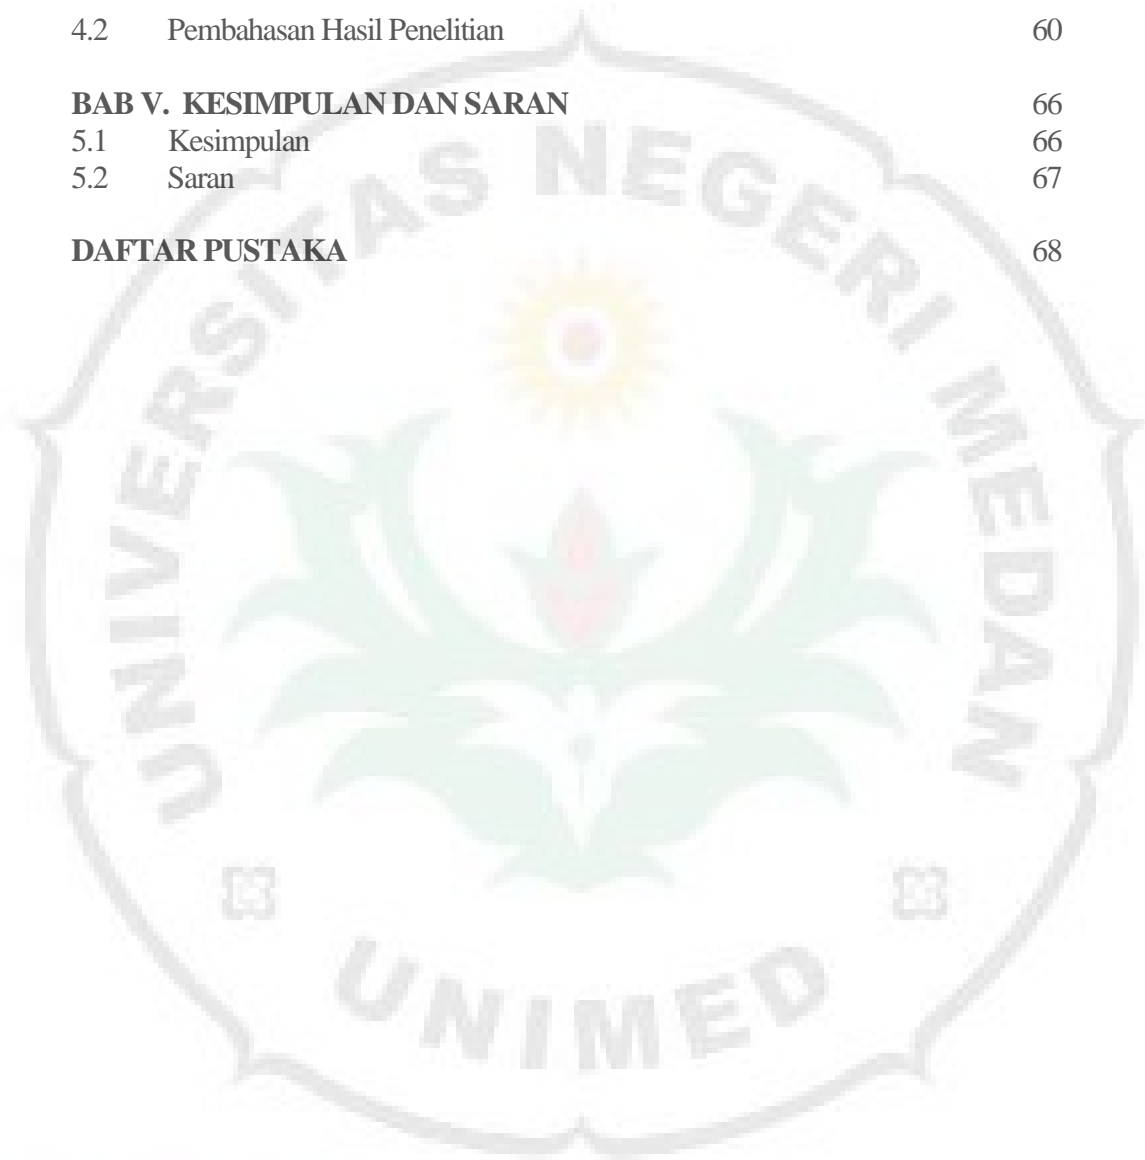 4.2 Pembahasan Hasil Penelitian 60
BAB V. KESIMPULAN DAN SARAN 66
5.1 Kesimpulan 66
5.2 Saran 67
DAFTAR PUSTAKA 68
UNIVERSITAS NEGERI MEDAN
UNIMED